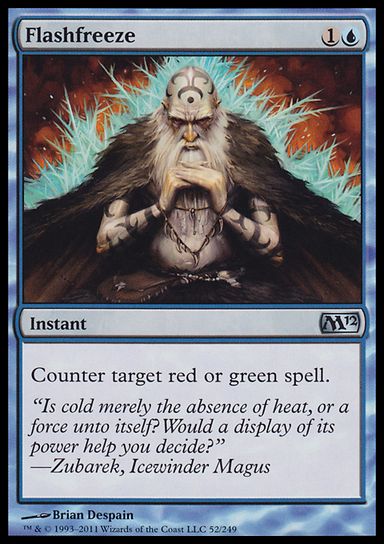 Flashfreeze 1
Instant M12
Counter target red or green spell.
“Is cold merely the absence of heat, or a
force unto itself? Would a display of its
power help you decide?”
—Zubarek, Icewinder Magus
Brian Despain
™ & © 1993–2011 Wizards of the Coast LLC 52/249